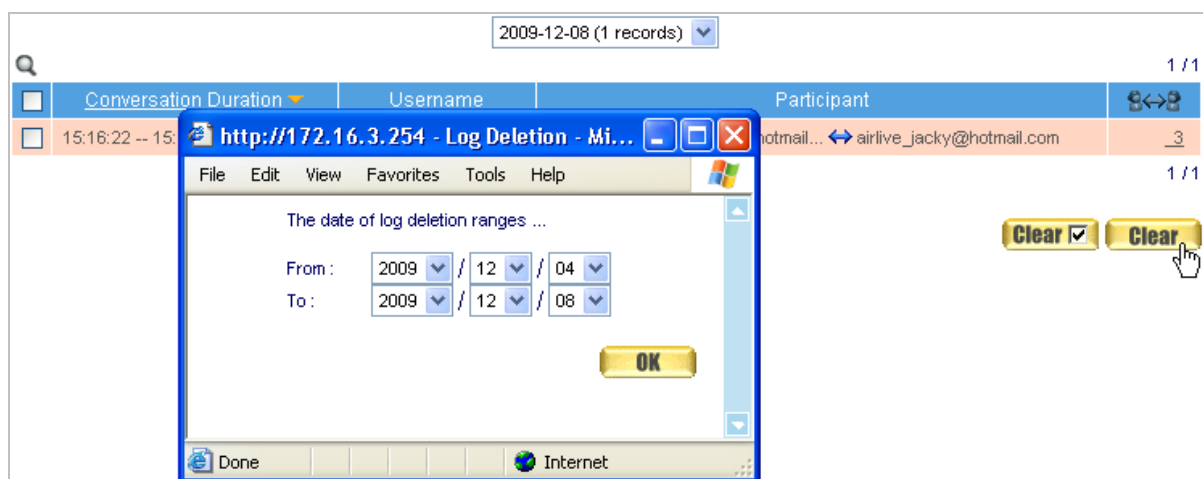 2009-12-08 (1 records)
1 / 1
Conversation Duration Username Participant
15:16:22 -- 15: hotmail... airlive_jacky@hotmail.com 3
http://172.16.3.254 - Log Deletion - Mi...
File Edit View Favorites Tools Help
1 / 1
The date of log deletion ranges ...
Clear Clear
From : 2009 / 12 / 04
To : 2009 / 12 / 08
OK
Done Internet